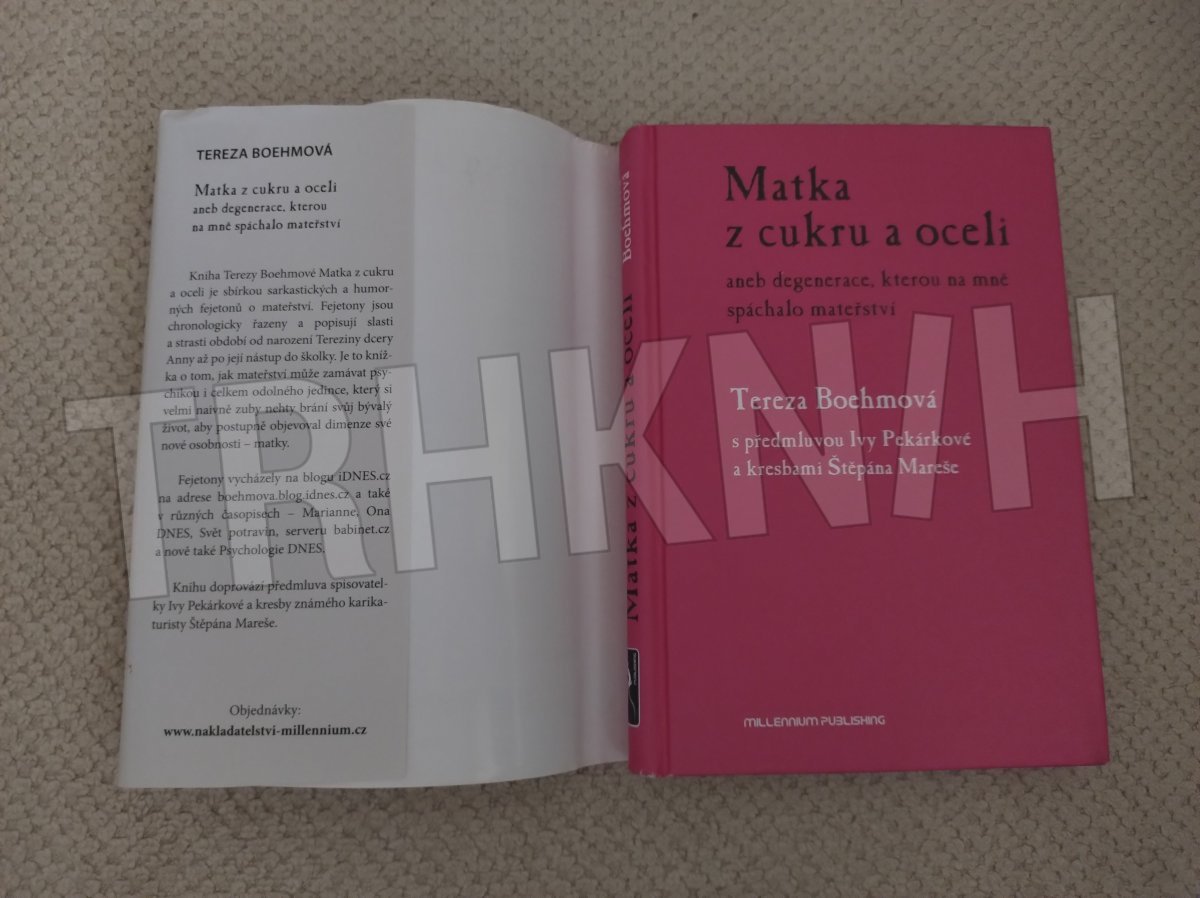 TEREZA BOEHMOVÁ
Matka z cukru a oceli
aneb degenerace, kterou
na mně spáchalo mateřství
Kniha Terezy Boehmové Matka z cukru
a oceli je sbírkou sarkastických a humor-
ných fejetonů o mateřství. Fejetony jsou
chronologicky řazeny a popisují slasti
a strasti období od narození Tereziny dcery
Anny až po její nástup do školky. Je to kníž-
ka o tom, jak mateřství může zamávat psy-
chikou i celkem odolného jedince, který si
velmi naivně zuby nehty brání svůj bývalý
život, aby postupně objevoval dimenze své
nové osobnosti – matky.
Fejetony vycházely na blogu iDNES.cz
na adrese boehmova.blog.idnes.cz a také
v různých časopisech – Marianne, Ona
DNES, Svět potravin, serveru babinet.cz
a nově také Psychologie DNES.
Knihu doprovází předmluva spisovatel-
ky Ivy Pekárkové a kresby známého karika-
turisty Štěpána Mareše.
Objednávky:
www.nakladatelství-millennium.cz
Boehmová
Matka z cukru a oceli
Matka
z cukru a oceli
aneb degenerace, kterou na mně
spáchalo mateřství
Tereza Boehmová
s předmluvou Ivy Pekárkové
a kresbami Štěpána Mareše
MILLENNIUM PUBLISHING
TRHKNIH